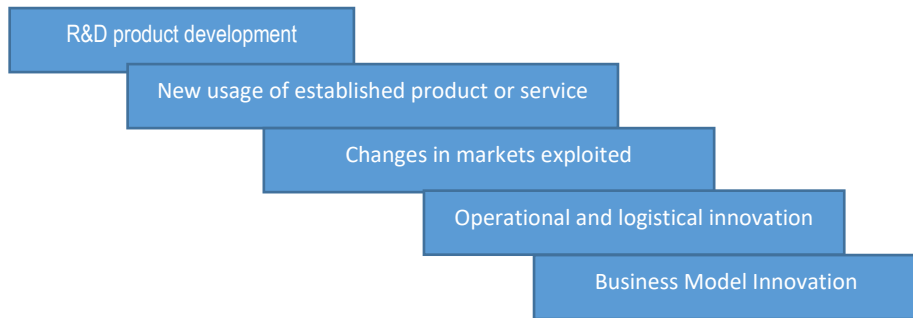 R&D product development
New usage of established product or service
Changes in markets exploited
Operational and logistical innovation
Business Model Innovation